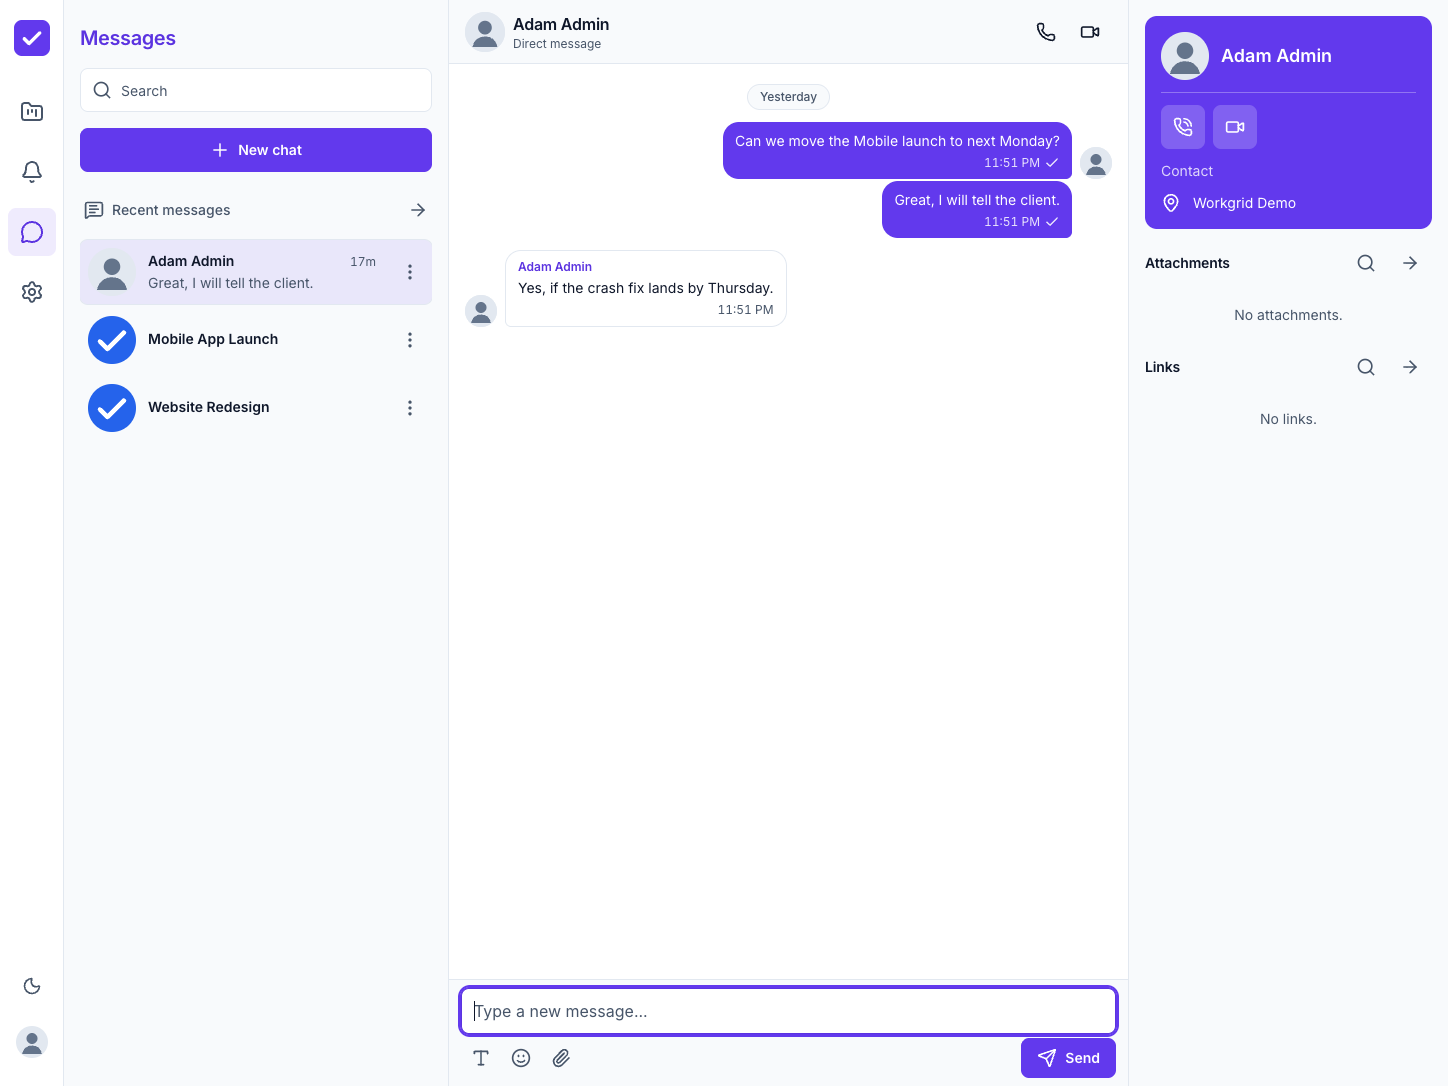 Messages
Search
New chat
Recent messages
Adam Admin 17m
Great, I will tell the client.
Mobile App Launch
Website Redesign
Adam Admin
Direct message
Yesterday
Can we move the Mobile launch to next Monday?
11:51 PM
Great, I will tell the client.
11:51 PM
Adam Admin
Yes, if the crash fix lands by Thursday.
11:51 PM
Type a new message...
Send
Adam Admin
Contact
Workgrid Demo
Attachments
No attachments.
Links
No links.